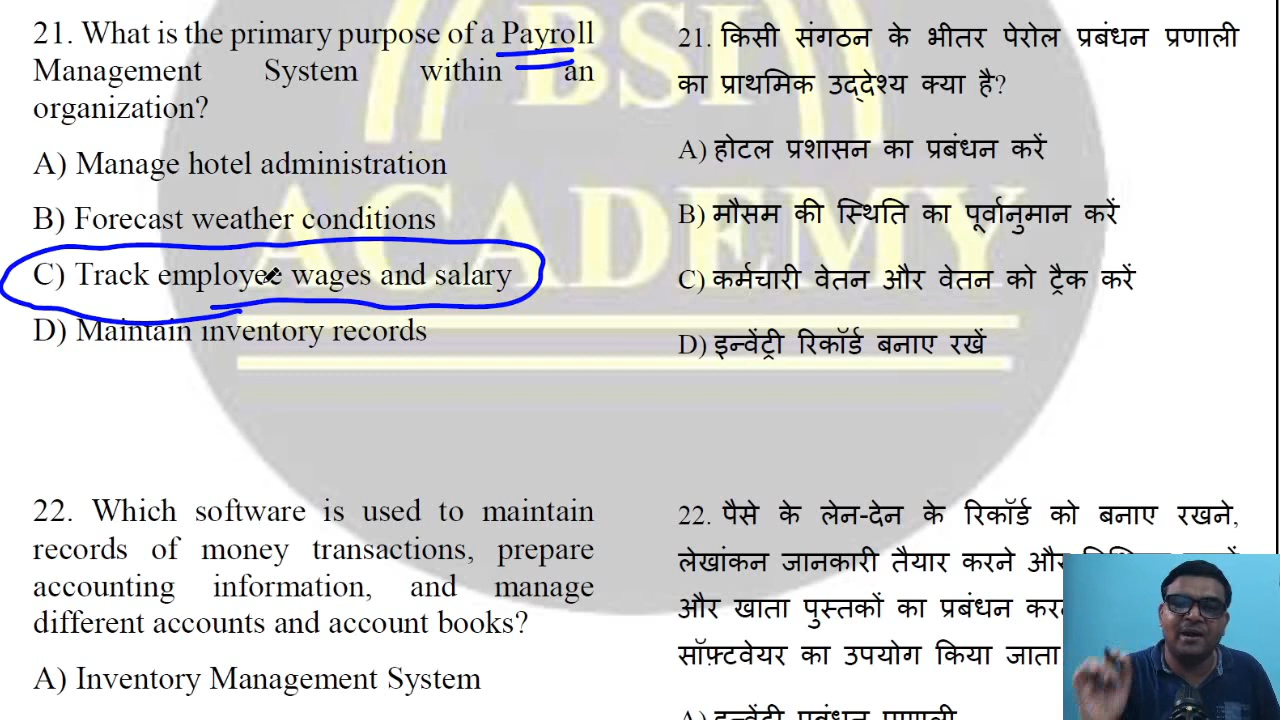 21. What is the primary purpose of a Payroll
Management System within an
organization?
A) Manage hotel administration
B) Forecast weather conditions
C) Track employee wages and salary
D) Maintain inventory records
22. Which software is used to maintain
records of money transactions, prepare
accounting information, and manage
different accounts and account books?
A) Inventory Management System
21. किसी संगठन के भीतर पेरोल प्रबंधन प्रणाली
का प्राथमिक उद्देश्य क्या है?
A) होटल प्रशासन का प्रबंधन करें
B) मौसम की स्थिति का पूर्वानुमान करें
C) कर्मचारी वेतन और वेतन को ट्रैक करें
D) इन्वेंट्री रिकॉर्ड बनाए रखें
22. पैसे के लेन-देन के रिकॉर्ड को बनाए रखने,
लेखांकन जानकारी तैयार करने और
और खाता पुस्तकों का प्रबंधन
सॉफ़्टवेयर का उपयोग किया जाता
A) इन्वेंट्री प्रबंधन प्रणाली
BSI
ACADEMY